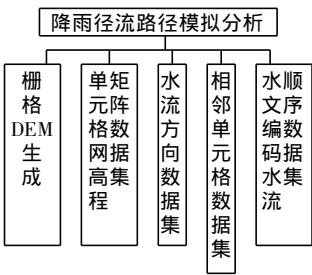 降雨径流路径模拟分析
栅格DEM生成
单元格网高程
矩阵数据集
水流方向数据集
相邻单元格数据集
水文编码水流
顺序数据集